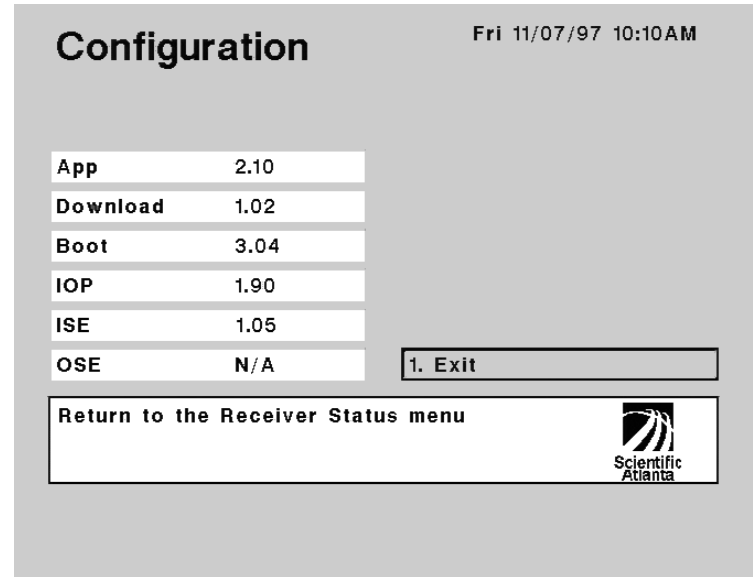 Configuration
Fri 11/07/97 10:10AM
App 2.10
Download 1.02
Boot 3.04
IOP 1.90
ISE 1.05
OSE N/A
1. Exit
Return to the Receiver Status menu
Scientific
Atlanta